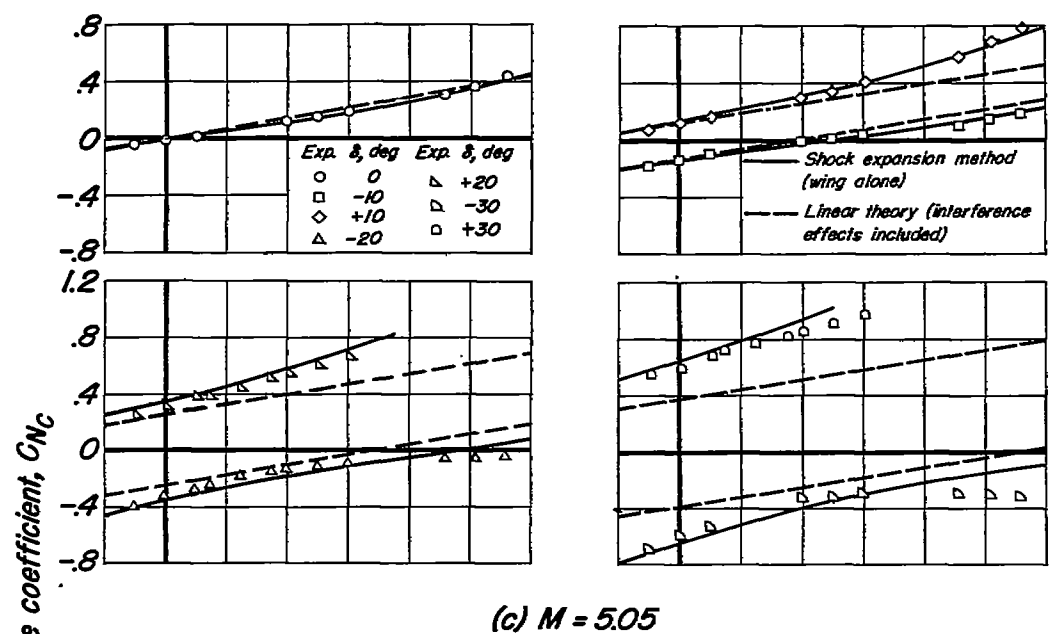 .8
.4
0
-.4
-.8
Exp. δ, deg Exp. δ, deg
0 +20
-10 -30
+10 +30
-20
Shock expansion method
(wing alone)
Linear theory (interference
effects included)
1.2
.8
.4
0
-.4
-.8
coefficient, CNc
(c) M = 5.05